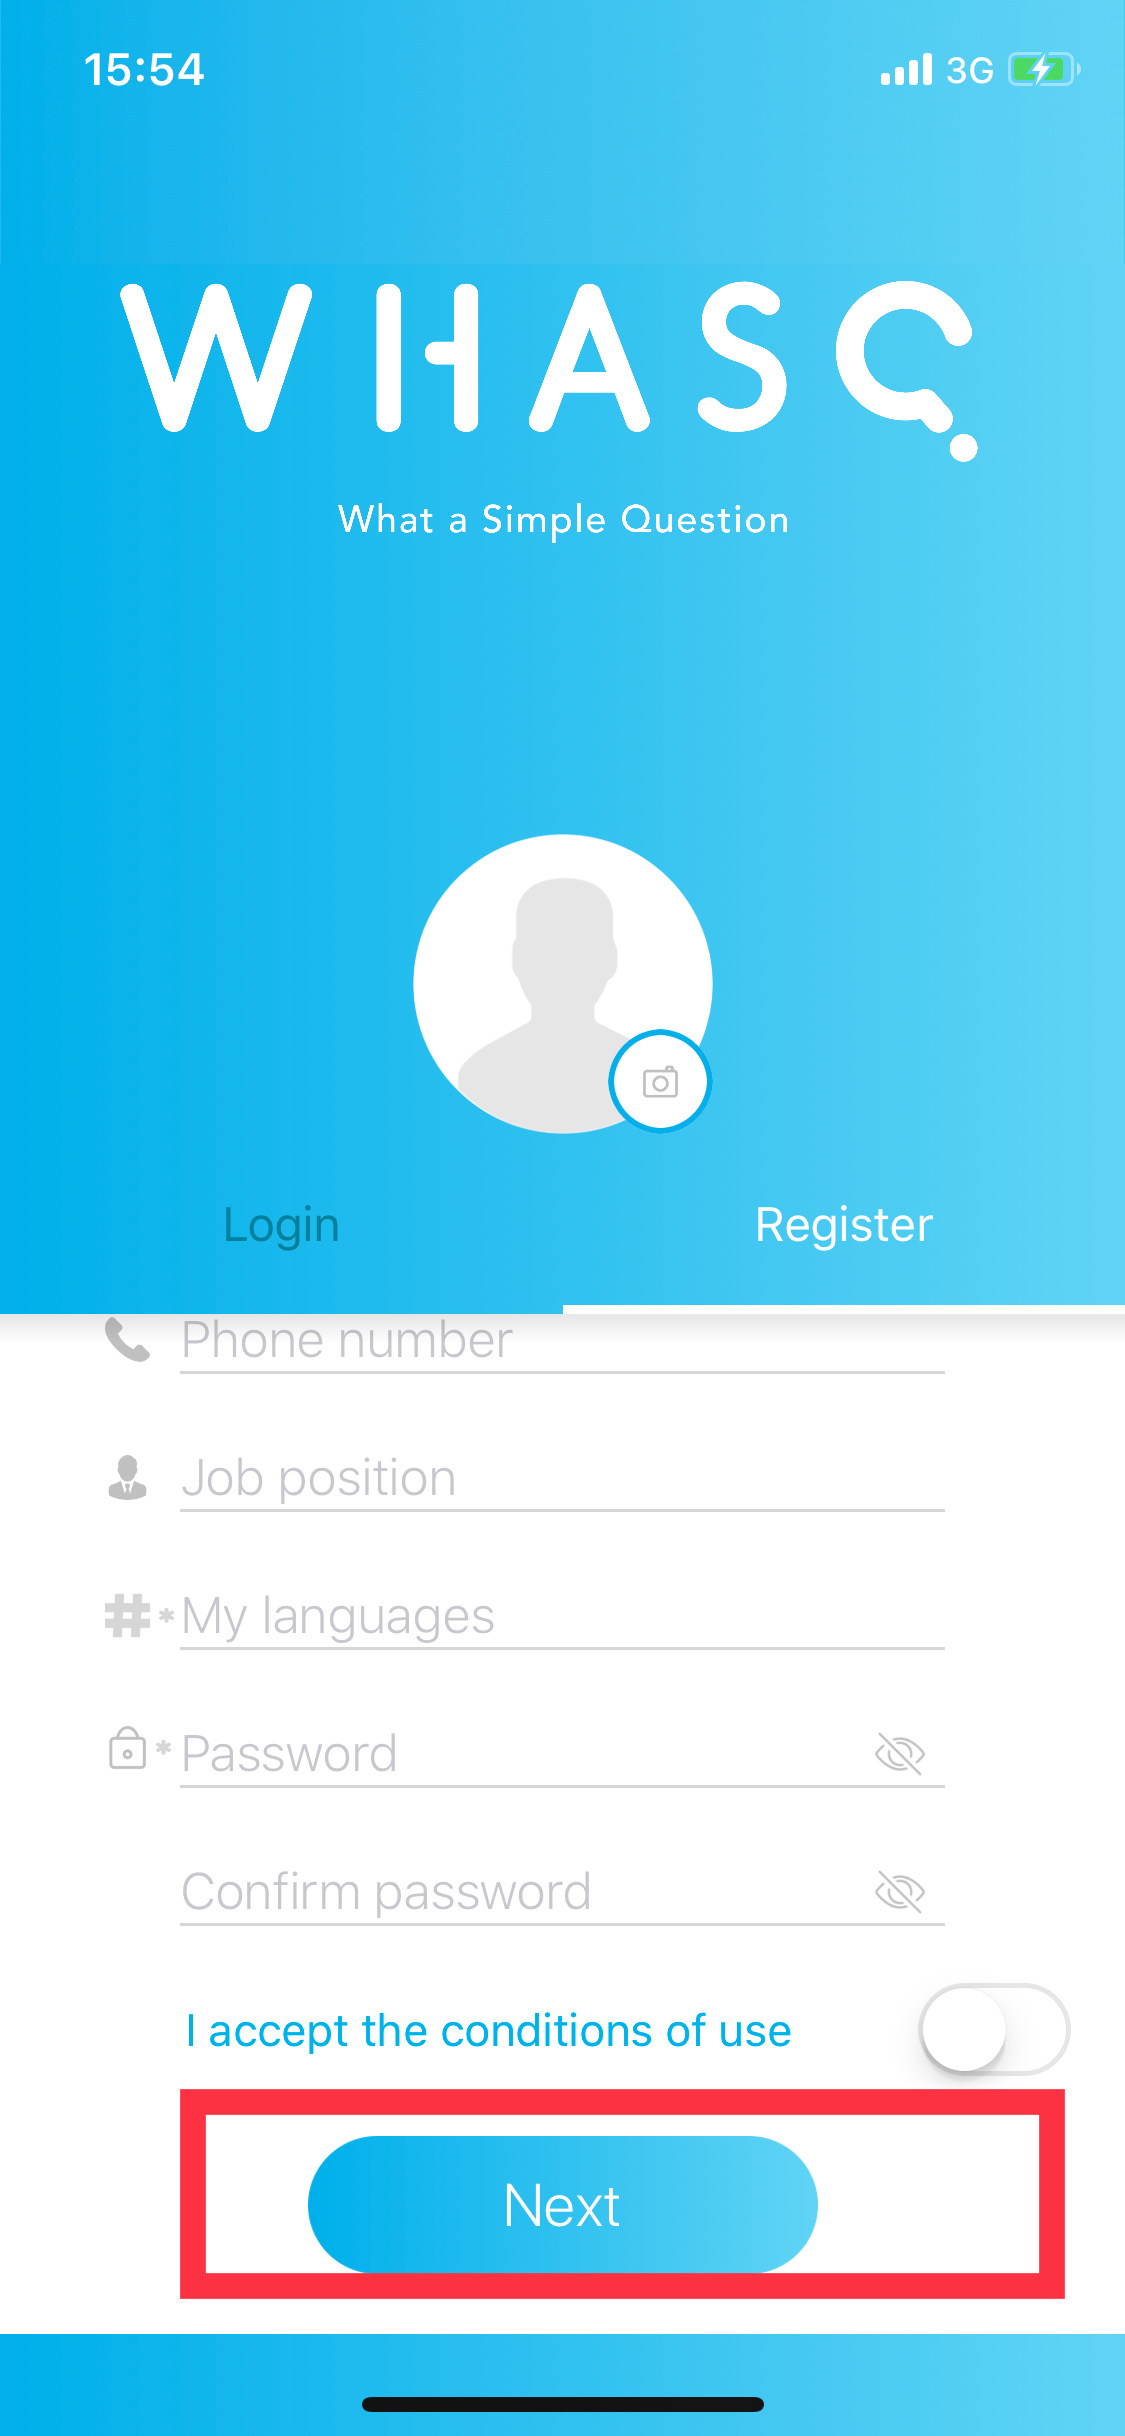 15:54 3G
WHASQ
What a Simple Question
Login Register
Phone number
Job position
*My languages
*Password
Confirm password
I accept the conditions of use
Next